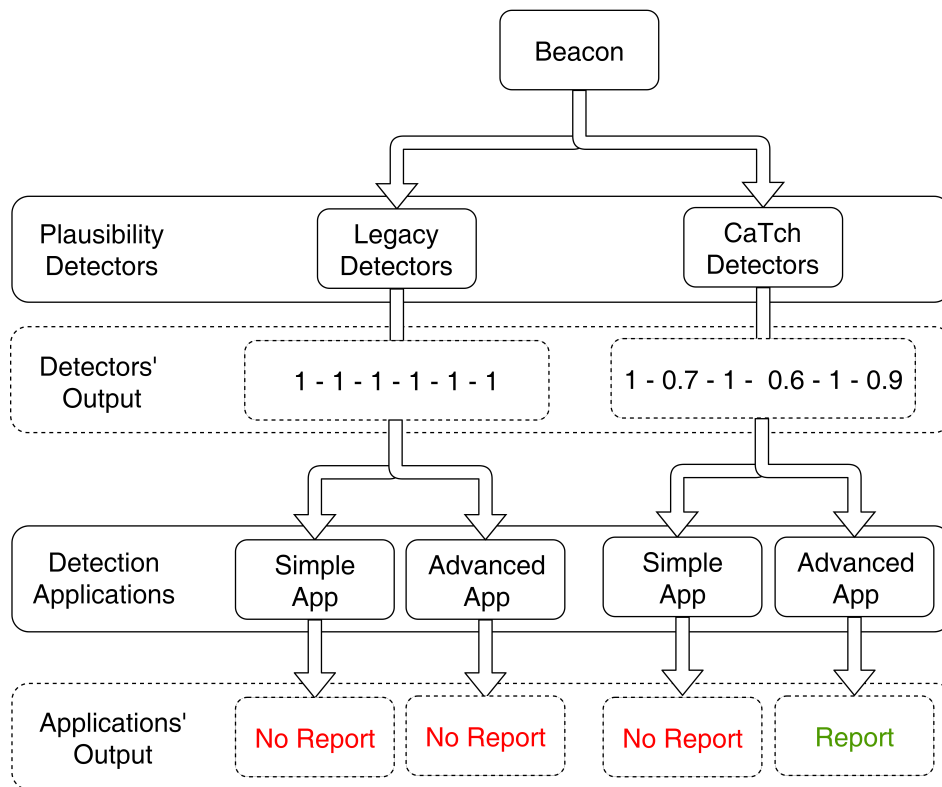 Beacon
Plausibility
Detectors
Legacy
Detectors
CaTch
Detectors
Detectors'
Output
1 - 1 - 1 - 1 - 1 - 1
1 - 0.7 - 1 -  0.6 - 1 - 0.9
Detection
Applications
Simple
App
Advanced
App
Simple
App
Advanced
App
Applications'
Output
No Report
No Report
No Report
Report